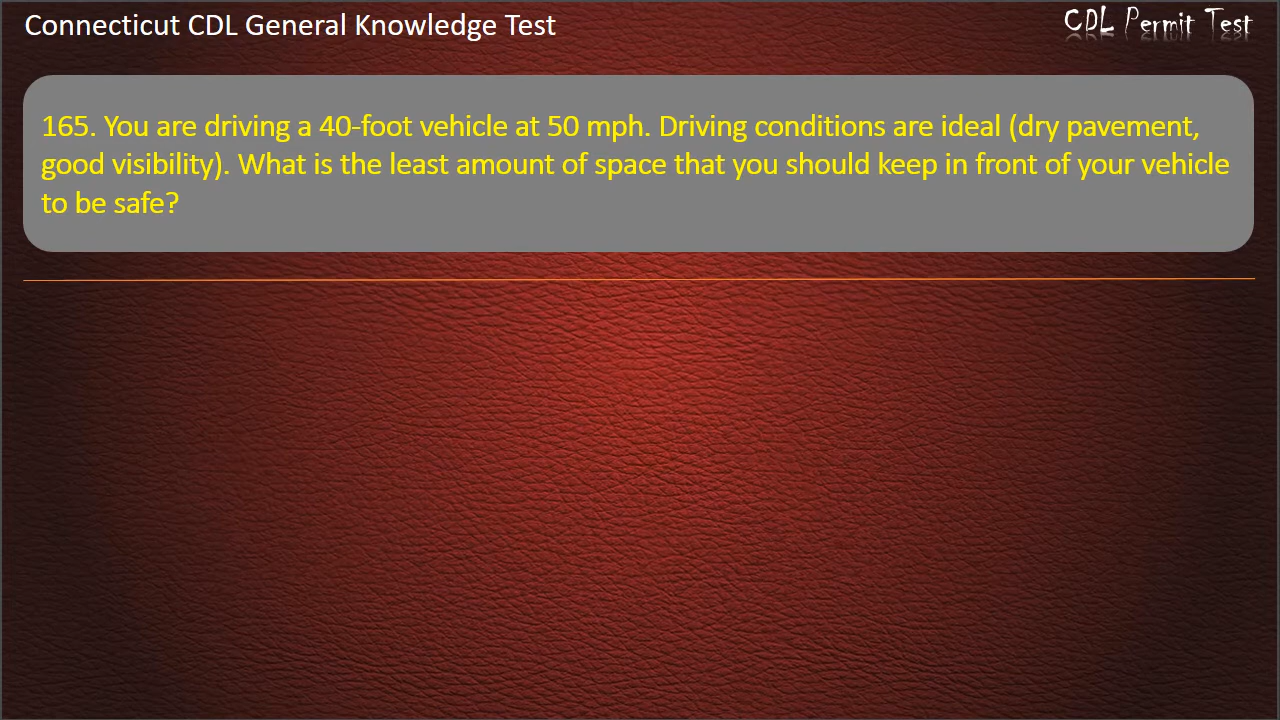 Connecticut CDL General Knowledge Test
CDL Permit Test
165. You are driving a 40-foot vehicle at 50 mph. Driving conditions are ideal (dry pavement,
good visibility). What is the least amount of space that you should keep in front of your vehicle
to be safe?